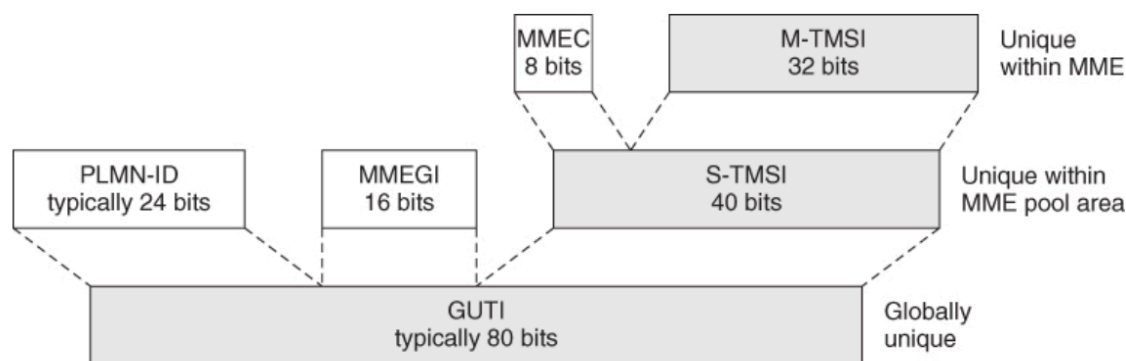 MMEC
8 bits
M-TMSI
32 bits
Unique
within MME
PLMN-ID
typically 24 bits
MMEGI
16 bits
S-TMSI
40 bits
Unique within
MME pool area
GUTI
typically 80 bits
Globally
unique